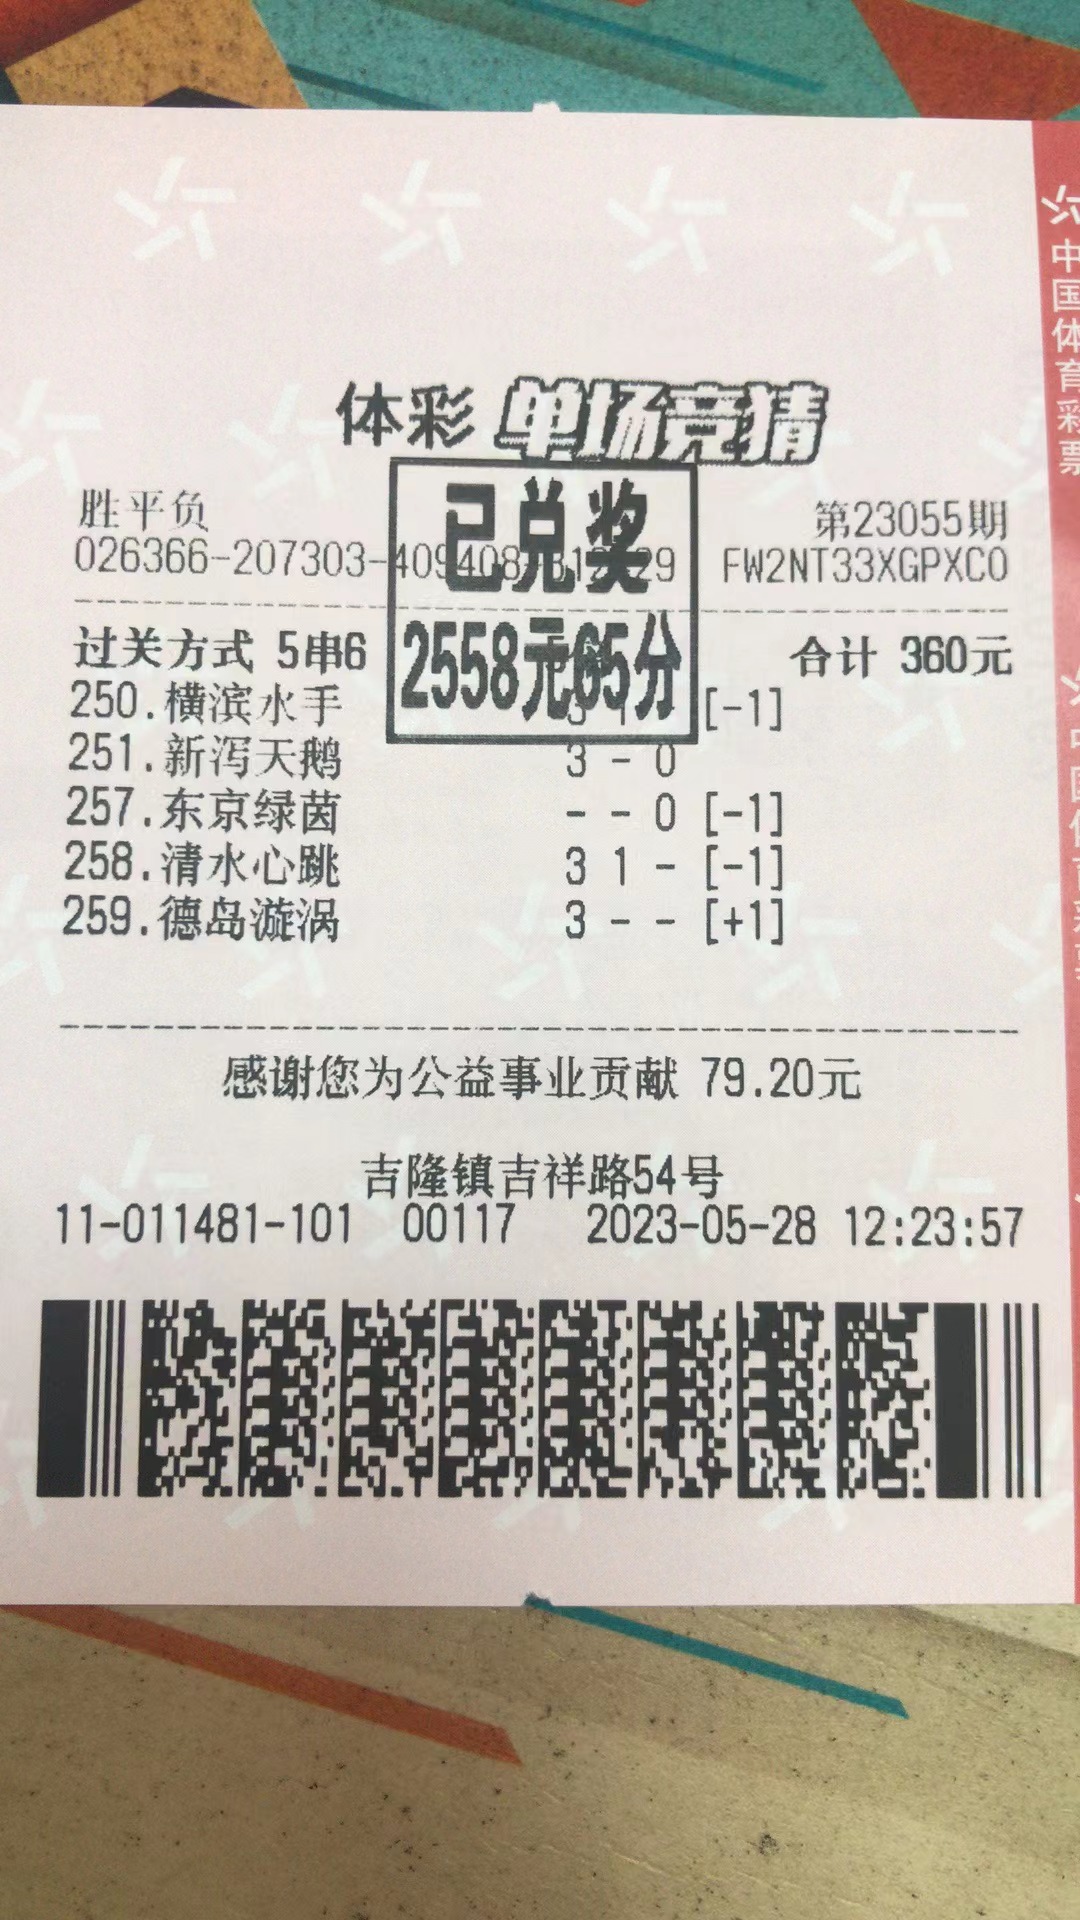 体彩 单场竞猜
已兑奖
2558元65分
胜平负
第23055期
026366-207303-409408- FW2NT33XGPXC0
过关方式 5串6
合计 360元
250.横滨水手 3 1 - [-1]
251.新泻天鹅 3 - 0
257.东京绿茵 - - 0 [-1]
258.清水心跳 3 1 - [-1]
259.德岛漩涡 3 - - [+1]
感谢您为公益事业贡献 79.20元
吉隆镇吉祥路54号
11-011481-101 00117 2023-05-28 12:23:57
中国体育彩票